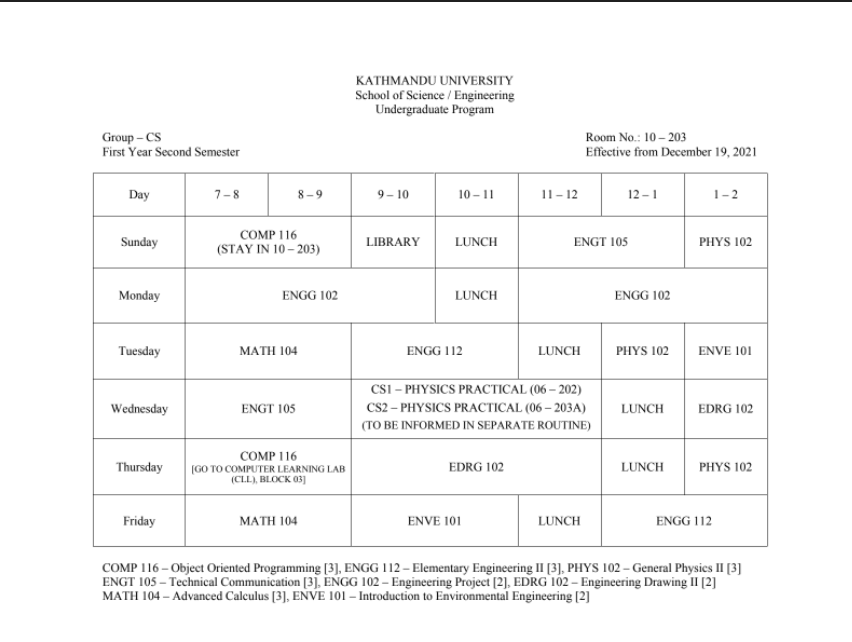 KATHMANDU UNIVERSITY
School of Science / Engineering
Undergraduate Program
Group – CS
Room No.: 10 – 203
First Year Second Semester
Effective from December 19, 2021
Day 7 – 8 8 – 9 9 – 10 10 – 11 11 – 12 12 – 1 1 – 2
Sunday
COMP 116
(STAY IN 10 – 203)
LIBRARY
LUNCH
ENGT 105
PHYS 102
Monday
ENGG 102
LUNCH
ENGG 102
Tuesday
MATH 104
ENGG 112
LUNCH
PHYS 102
ENVE 101
Wednesday
ENGT 105
CS1 – PHYSICS PRACTICAL (06 – 202)
CS2 – PHYSICS PRACTICAL (06 – 203A)
(TO BE INFORMED IN SEPARATE ROUTINE)
LUNCH
EDRG 102
Thursday
COMP 116
[GO TO COMPUTER LEARNING LAB
(CLL), BLOCK 03]
EDRG 102
LUNCH
PHYS 102
Friday
MATH 104
ENVE 101
LUNCH
ENGG 112
COMP 116 – Object Oriented Programming [3], ENGG 112 – Elementary Engineering II [3], PHYS 102 – General Physics II [3]
ENGT 105 – Technical Communication [3], ENGG 102 – Engineering Project [2], EDRG 102 – Engineering Drawing II [2]
MATH 104 – Advanced Calculus [3], ENVE 101 – Introduction to Environmental Engineering [2]